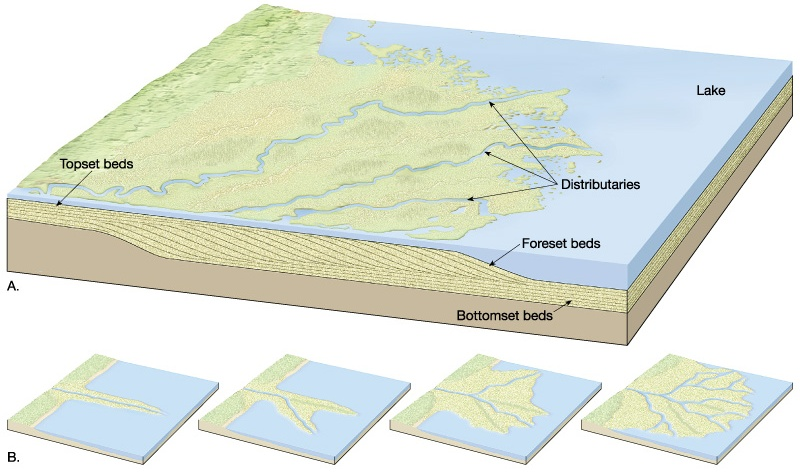 Lake
Topset beds
Distributaries
Foreset beds
A.
Bottomset beds
B.